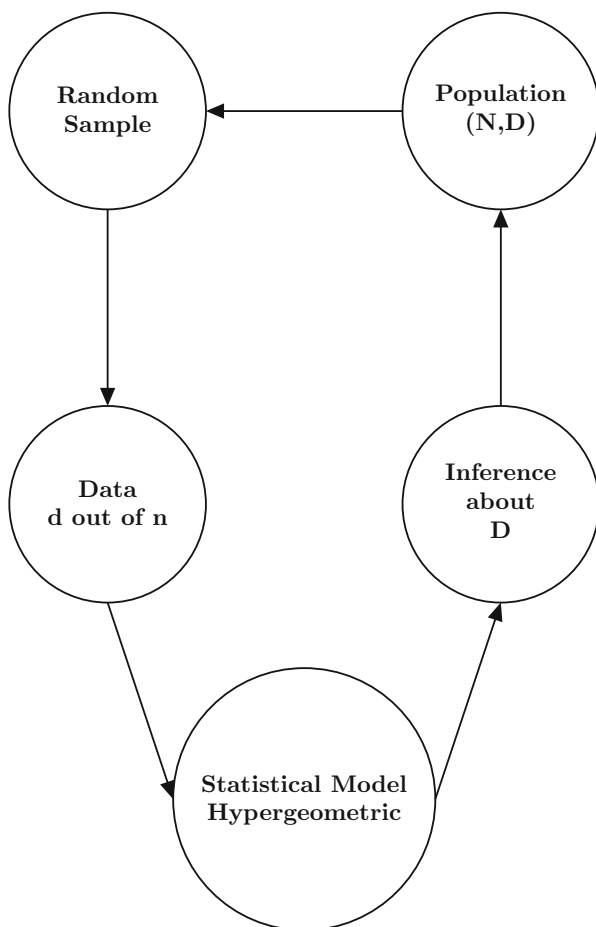 Random
Sample
Population
(N,D)
Data
d out of n
Inference
about
D
Statistical Model
Hypergeometric